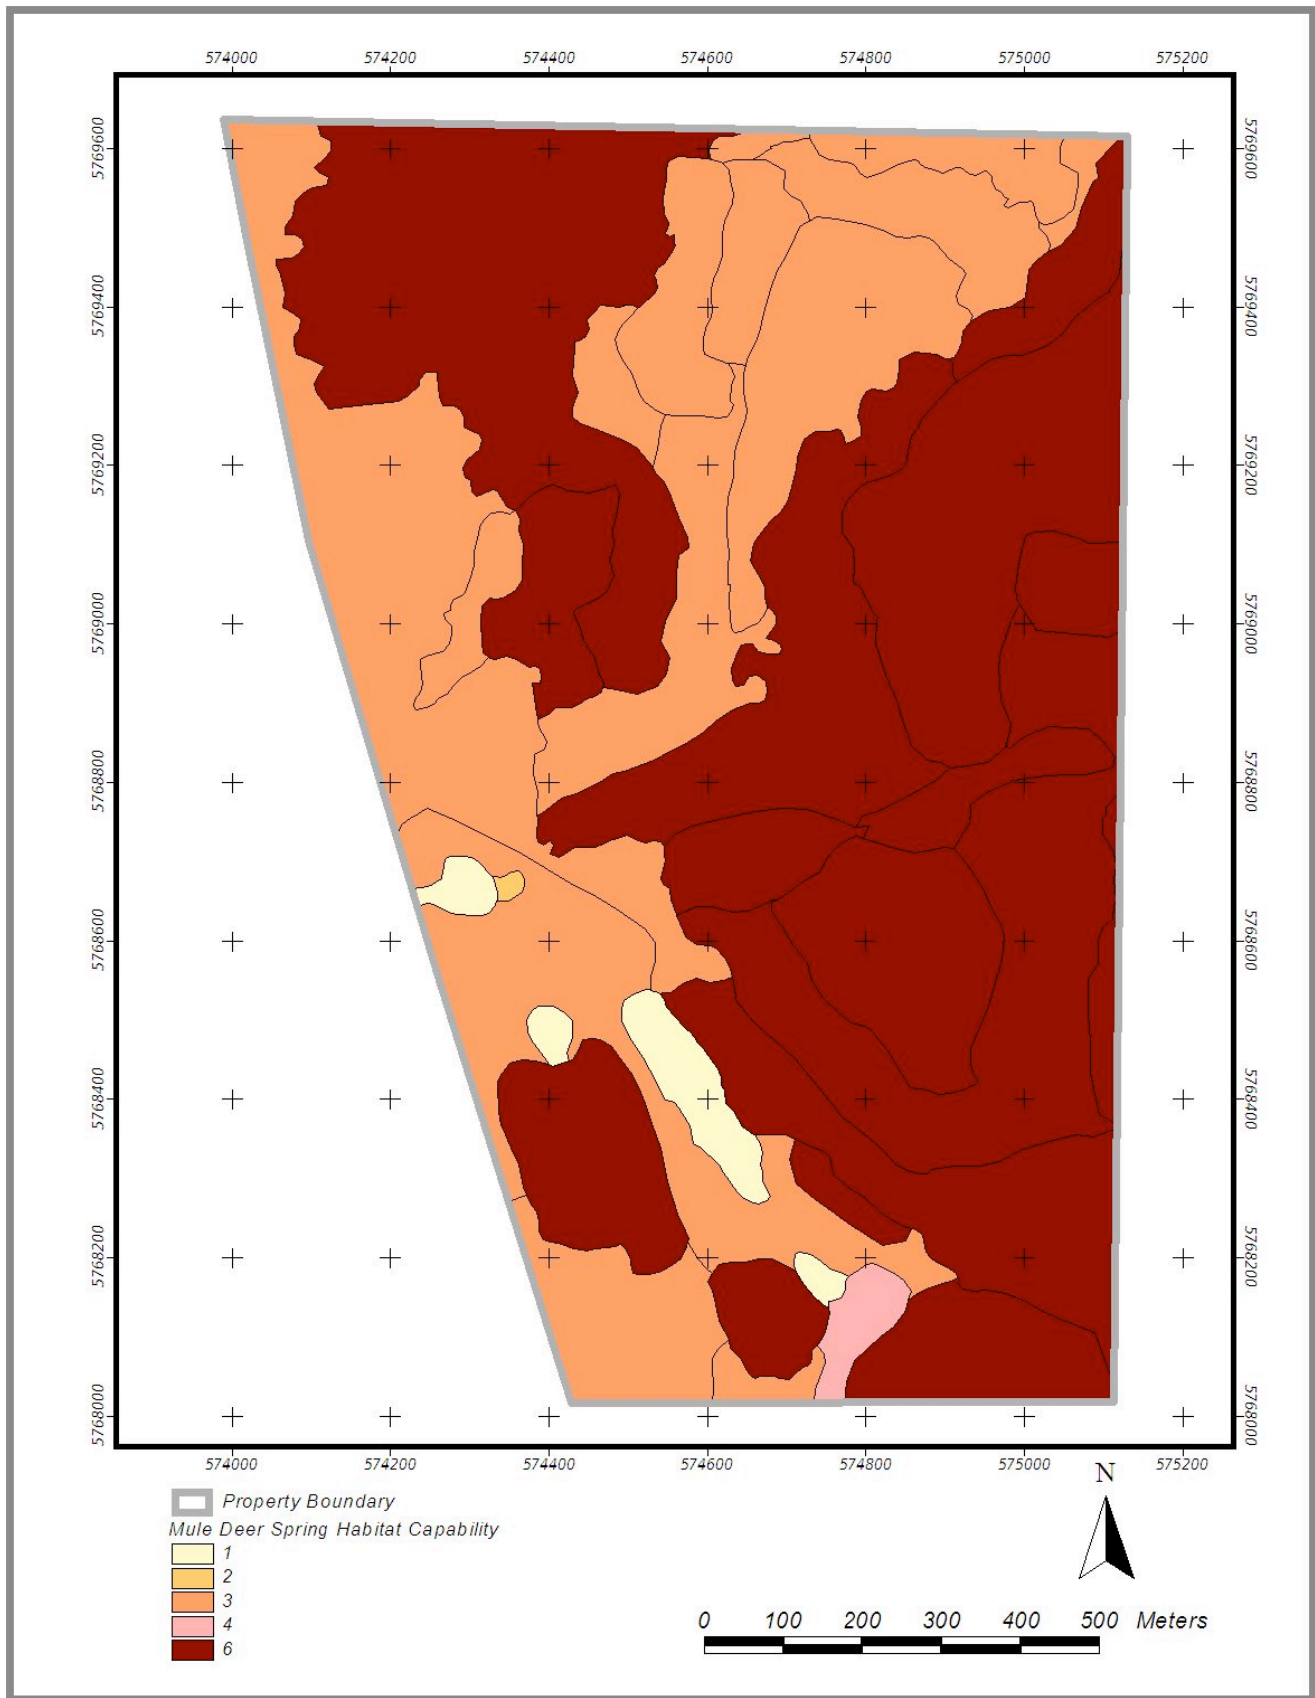 574000 574200 574400 574600 574800 575000 575200
5769600 5769600
5769400 5769400
5769200 5769200
5769000 5769000
5768800 5768800
5768600 5768600
5768400 5768400
5768200 5768200
5768000 5768000
574000 574200 574400 574600 574800 575000 575200
N
Property Boundary
Mule Deer Spring Habitat Capability
1
2
3
4
6
0 100 200 300 400 500 Meters